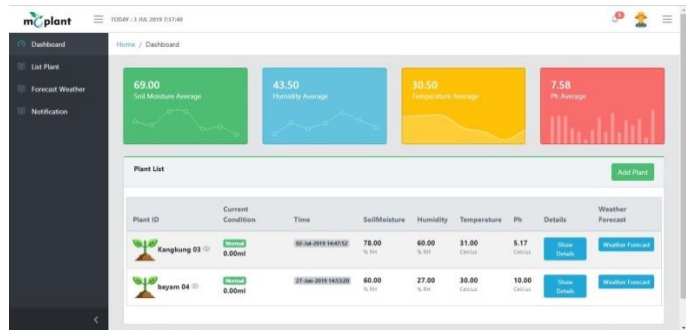 mcplant
TODAY : 3 JUL 2019 7:57:40
5
Dashboard
List Plant
Forecast Weather
Notification
Home / Dashboard
69.00
Soil Moisture Average
43.50
Humidity Average
30.50
Temperature Average
7.58
Ph Average
Plant List
Add Plant
Plant ID Current Condition Time SoilMoisture Humidity Temperature Ph Details Weather Forecast
Kangkung 03 Normal 02-Jul-2019 14:47:52 78.00 60.00 31.00 5.17 Show Details Weather Forecast
0.00ml % RH % RH Celcius Celcius
bayam 04 Normal 27-Jun-2019 14:53:20 60.00 27.00 30.00 10.00 Show Details Weather Forecast
0.00ml % RH % RH Celcius Celcius